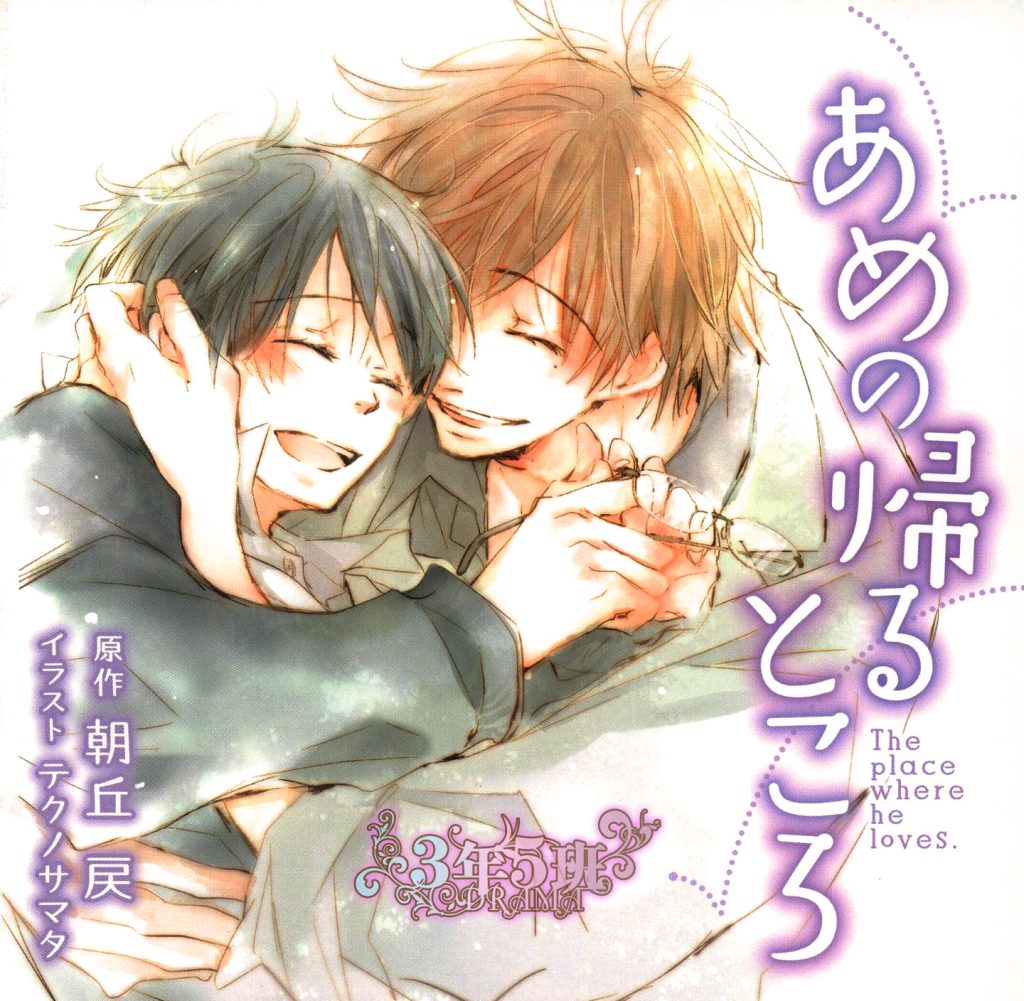 あめの帰るところ
The
place
where
he
loves.
原作 朝丘 戻
イラスト テクノサマタ
3年5班
DRAMA